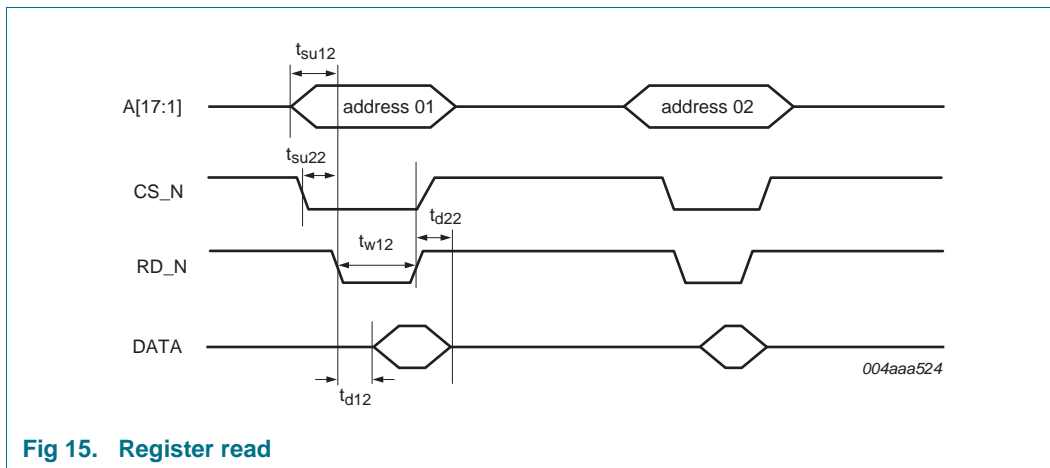 tsu12
A[17:1]
address 01
address 02
tsu22
CS_N
td22
tw12
RD_N
DATA
004aaa524
td12
Fig 15. Register read